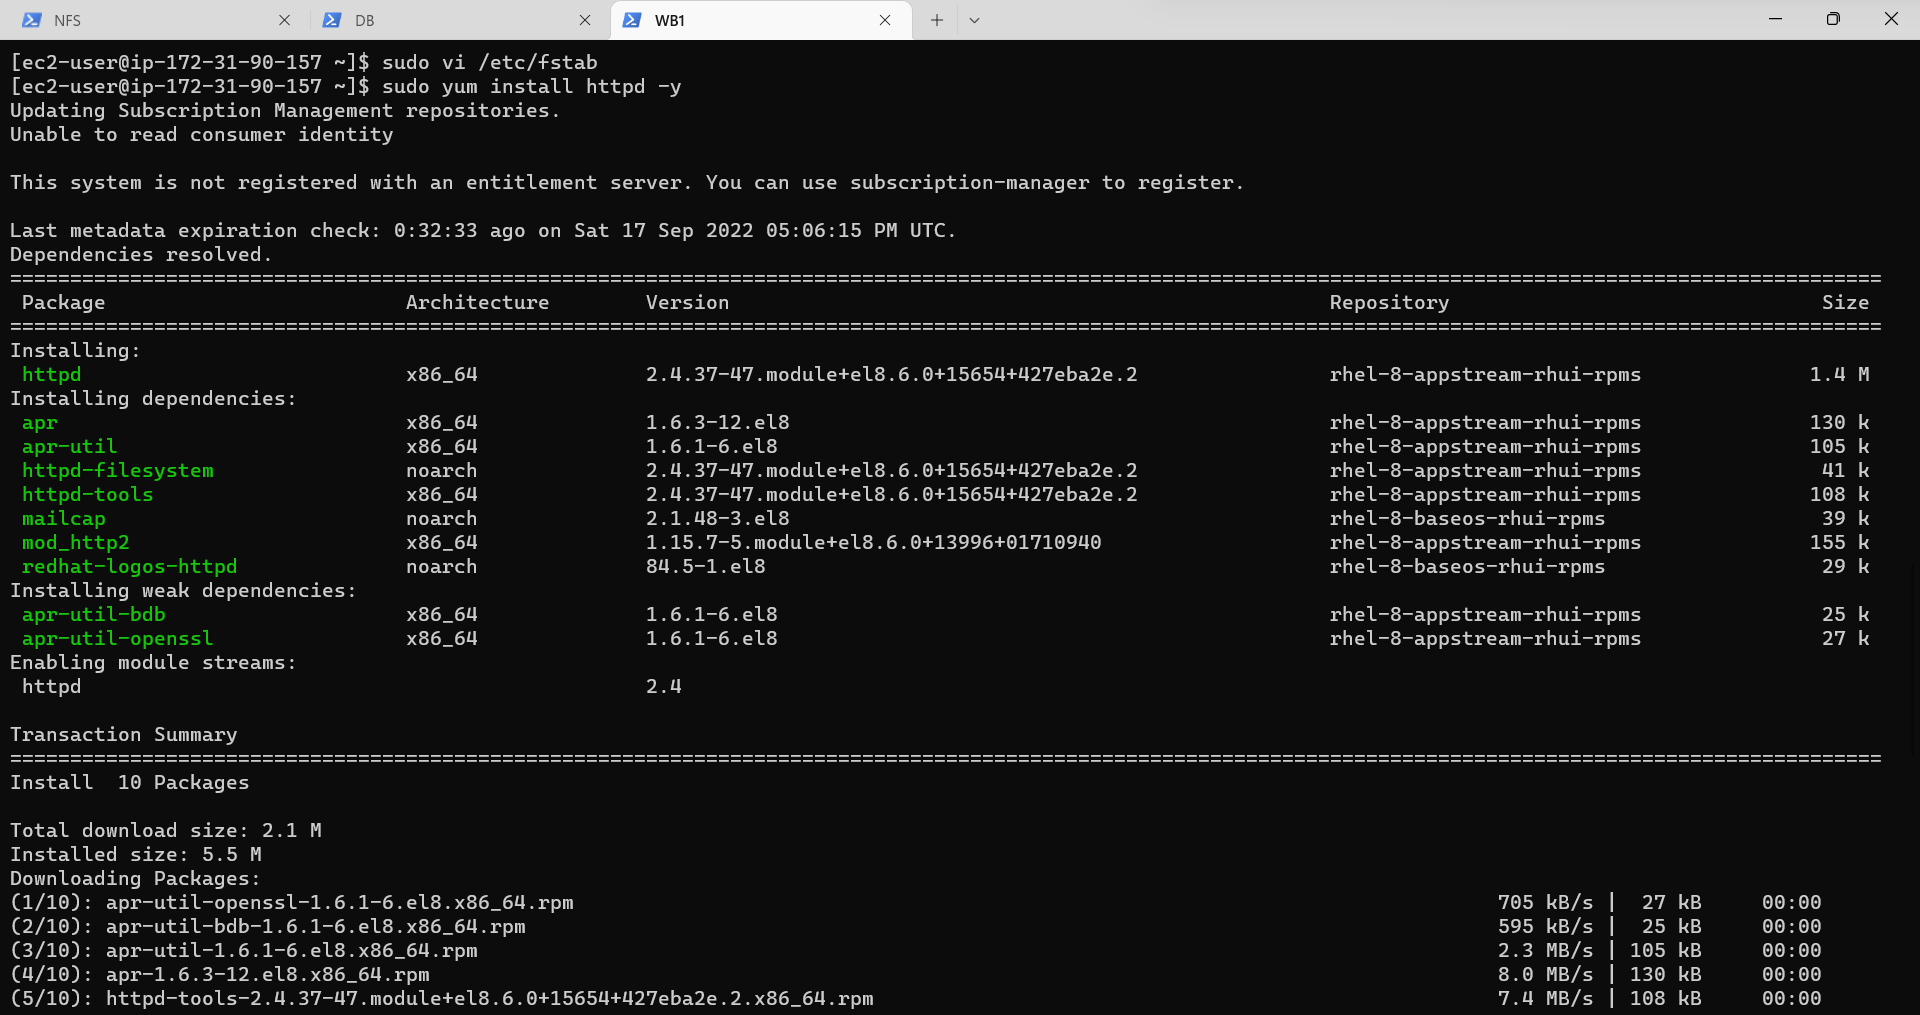 NFS DB WB1
[ec2-user@ip-172-31-90-157 ~]$ sudo vi /etc/fstab
[ec2-user@ip-172-31-90-157 ~]$ sudo yum install httpd -y
Updating Subscription Management repositories.
Unable to read consumer identity
This system is not registered with an entitlement server. You can use subscription-manager to register.
Last metadata expiration check: 0:32:33 ago on Sat 17 Sep 2022 05:06:15 PM UTC.
Dependencies resolved.
================================================================================
Package Architecture Version Repository Size
================================================================================
Installing:
httpd x86_64 2.4.37-47.module+el8.6.0+15654+427eba2e.2 rhel-8-appstream-rhui-rpms 1.4 M
Installing dependencies:
apr x86_64 1.6.3-12.el8 rhel-8-appstream-rhui-rpms 130 k
apr-util x86_64 1.6.1-6.el8 rhel-8-appstream-rhui-rpms 105 k
httpd-filesystem noarch 2.4.37-47.module+el8.6.0+15654+427eba2e.2 rhel-8-appstream-rhui-rpms 41 k
httpd-tools x86_64 2.4.37-47.module+el8.6.0+15654+427eba2e.2 rhel-8-appstream-rhui-rpms 108 k
mailcap noarch 2.1.48-3.el8 rhel-8-baseos-rhui-rpms 39 k
mod_http2 x86_64 1.15.7-5.module+el8.6.0+13996+01710940 rhel-8-appstream-rhui-rpms 155 k
redhat-logos-httpd noarch 84.5-1.el8 rhel-8-baseos-rhui-rpms 29 k
Installing weak dependencies:
apr-util-bdb x86_64 1.6.1-6.el8 rhel-8-appstream-rhui-rpms 25 k
apr-util-openssl x86_64 1.6.1-6.el8 rhel-8-appstream-rhui-rpms 27 k
Enabling module streams:
httpd 2.4
Transaction Summary
================================================================================
Install  10 Packages
Total download size: 2.1 M
Installed size: 5.5 M
Downloading Packages:
(1/10): apr-util-openssl-1.6.1-6.el8.x86_64.rpm 705 kB/s |  27 kB 00:00
(2/10): apr-util-bdb-1.6.1-6.el8.x86_64.rpm 595 kB/s |  25 kB 00:00
(3/10): apr-util-1.6.1-6.el8.x86_64.rpm 2.3 MB/s | 105 kB 00:00
(4/10): apr-1.6.3-12.el8.x86_64.rpm 8.0 MB/s | 130 kB 00:00
(5/10): httpd-tools-2.4.37-47.module+el8.6.0+15654+427eba2e.2.x86_64.rpm 7.4 MB/s | 108 kB 00:00